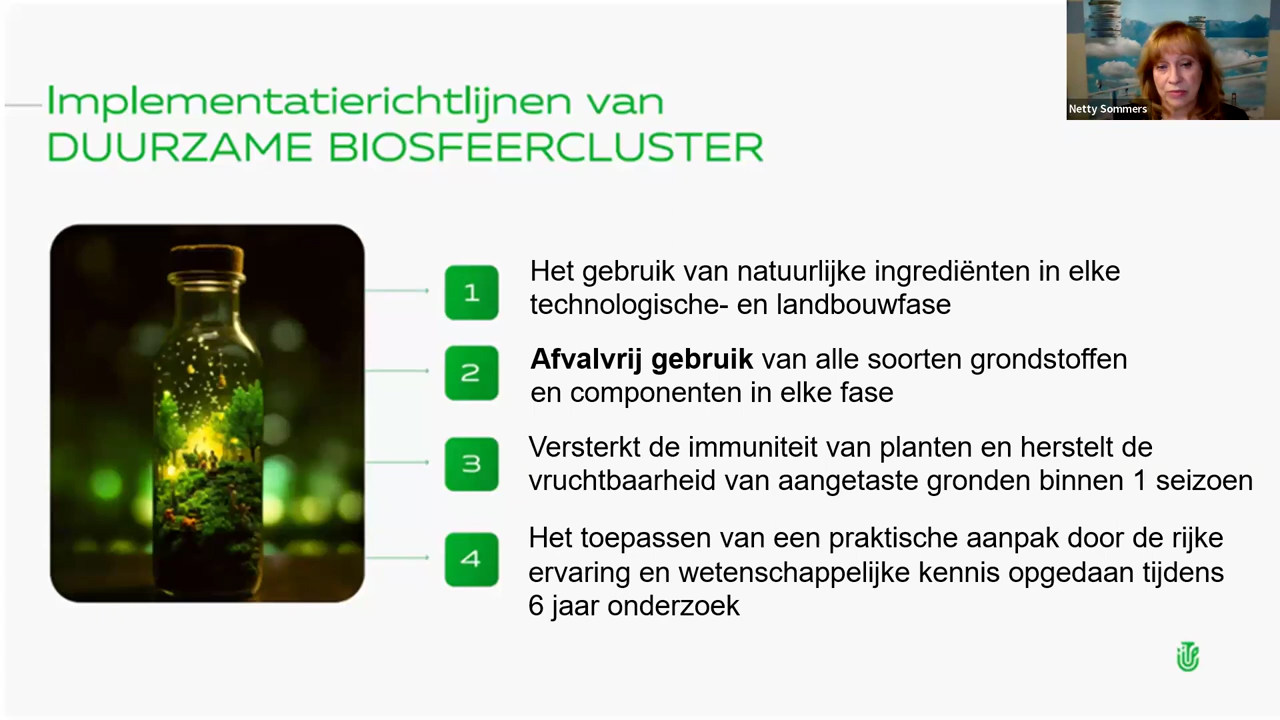 Netty Sommers
Implementatierichtlijnen van
DUURZAME BIOSFEERCLUSTER
1
Het gebruik van natuurlijke ingrediënten in elke
technologische- en landbouwfase
2
Afvalvrij gebruik van alle soorten grondstoffen
en componenten in elke fase
3
Versterkt de immuniteit van planten en herstelt de
vruchtbaarheid van aangetaste gronden binnen 1 seizoen
4
Het toepassen van een praktische aanpak door de rijke
ervaring en wetenschappelijke kennis opgedaan tijdens
6 jaar onderzoek